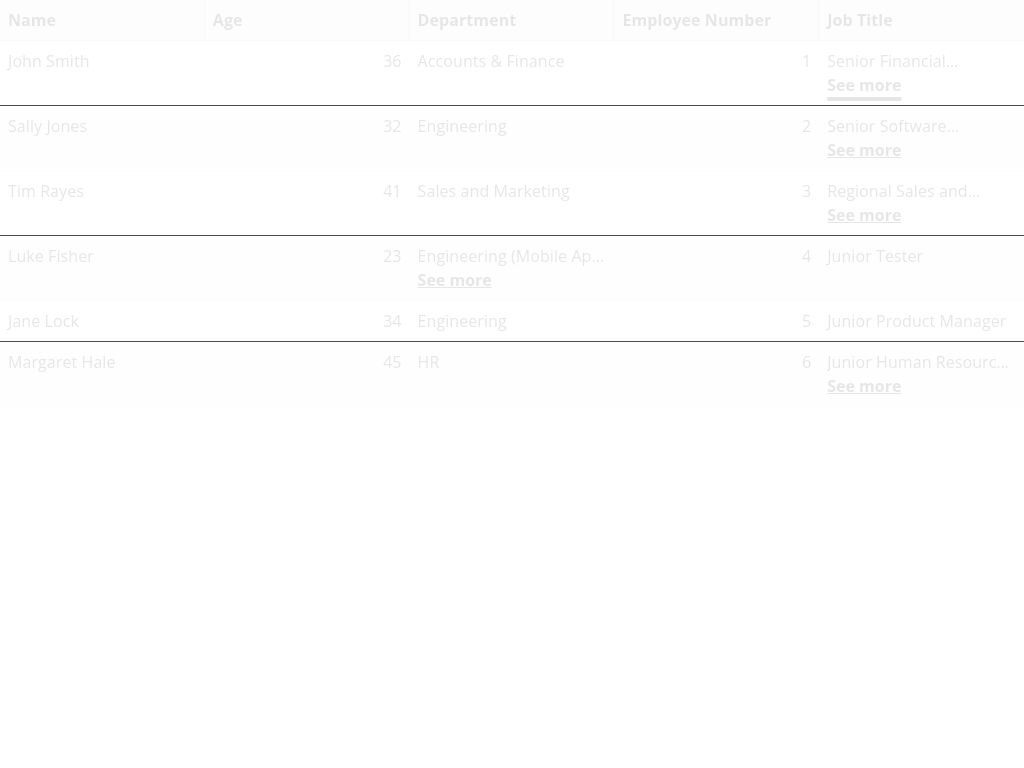 Name Age Department Employee Number Job Title
John Smith 36 Accounts & Finance 1 Senior Financial...
See more
Sally Jones 32 Engineering 2 Senior Software...
See more
Tim Rayes 41 Sales and Marketing 3 Regional Sales and...
See more
Luke Fisher 23 Engineering (Mobile Ap... 4 Junior Tester
See more
Jane Lock 34 Engineering 5 Junior Product Manager
Margaret Hale 45 HR 6 Junior Human Resourc...
See more